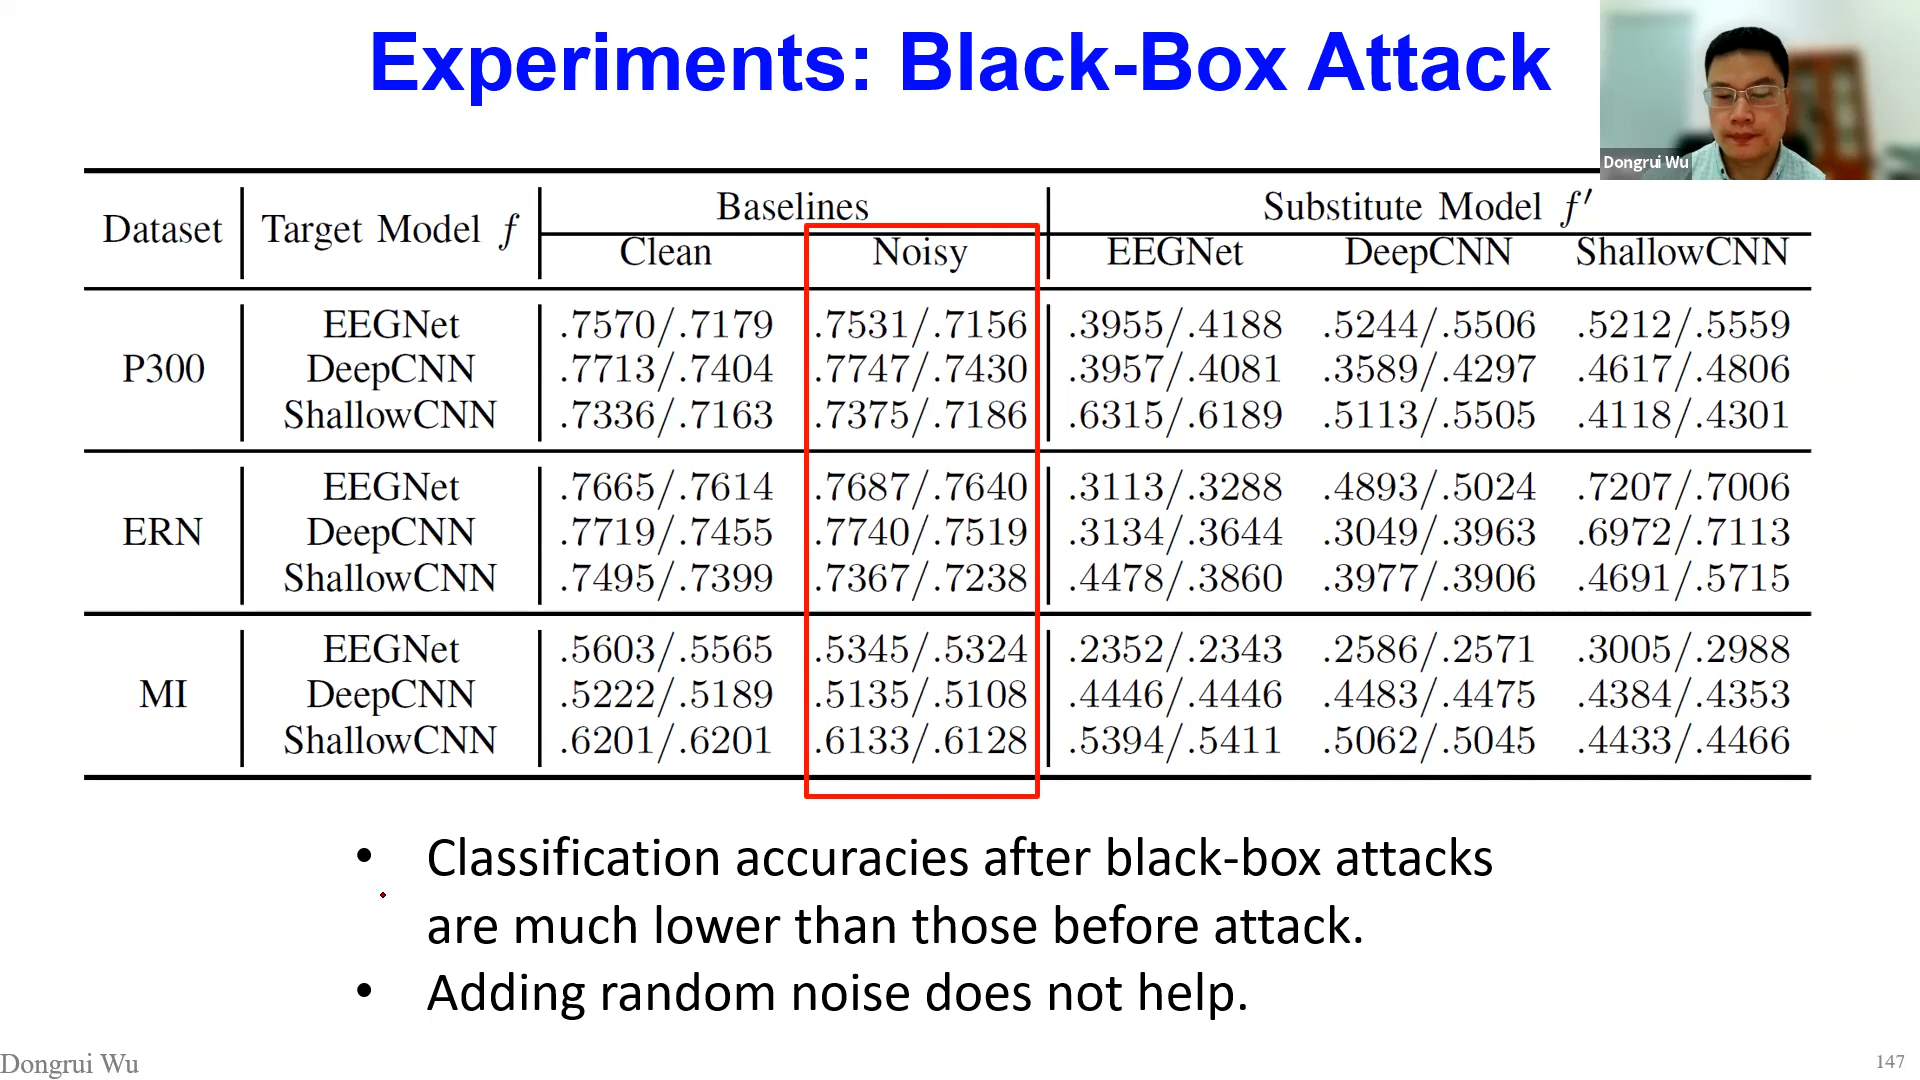 Experiments: Black-Box Attack
Dongrui Wu
Dataset Target Model f Baselines Substitute Model f′
Clean Noisy EEGNet DeepCNN ShallowCNN
P300 EEGNet .7570/.7179 .7531/.7156 .3955/.4188 .5244/.5506 .5212/.5559
DeepCNN .7713/.7404 .7747/.7430 .3957/.4081 .3589/.4297 .4617/.4806
ShallowCNN .7336/.7163 .7375/.7186 .6315/.6189 .5113/.5505 .4118/.4301
ERN EEGNet .7665/.7614 .7687/.7640 .3113/.3288 .4893/.5024 .7207/.7006
DeepCNN .7719/.7455 .7740/.7519 .3134/.3644 .3049/.3963 .6972/.7113
ShallowCNN .7495/.7399 .7367/.7238 .4478/.3860 .3977/.3906 .4691/.5715
MI EEGNet .5603/.5565 .5345/.5324 .2352/.2343 .2586/.2571 .3005/.2988
DeepCNN .5222/.5189 .5135/.5108 .4446/.4446 .4483/.4475 .4384/.4353
ShallowCNN .6201/.6201 .6133/.6128 .5394/.5411 .5062/.5045 .4433/.4466
• Classification accuracies after black-box attacks
are much lower than those before attack.
• Adding random noise does not help.
Dongrui Wu
147